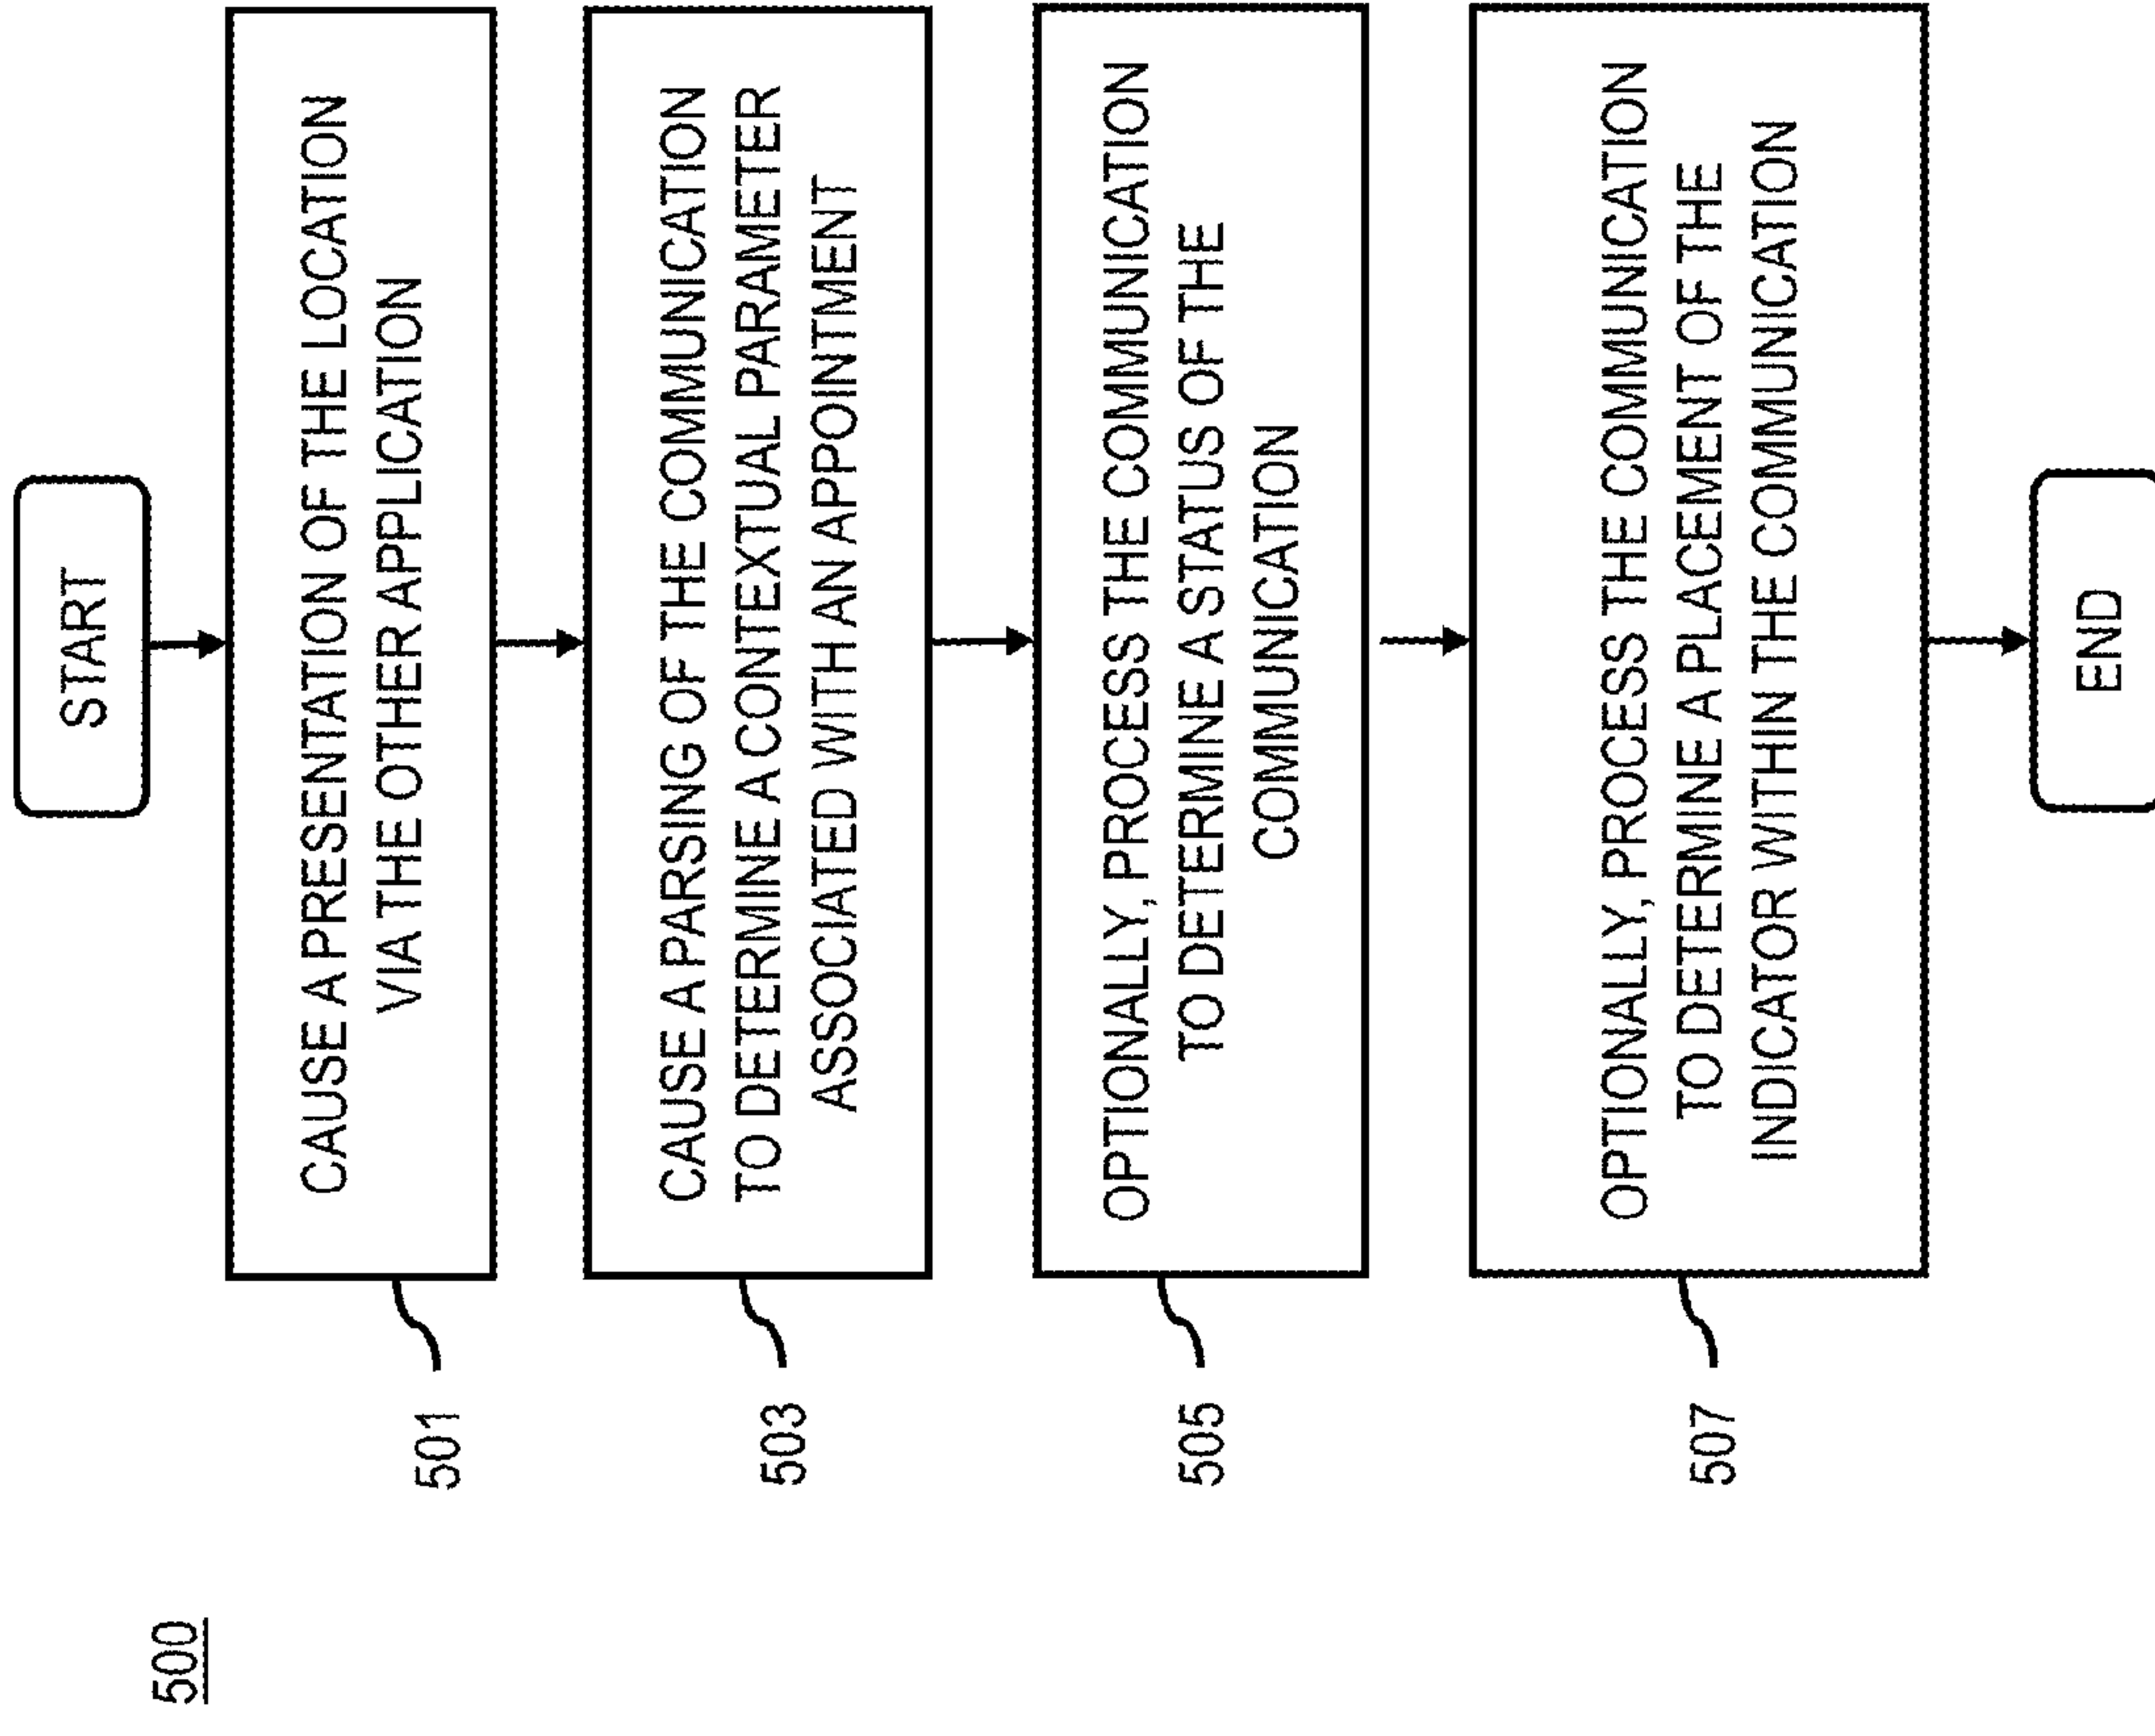 500
START
501
CAUSE A PRESENTATION OF THE LOCATION
VIA THE OTHER APPLICATION
503
CAUSE A PARSING OF THE COMMUNICATION
TO DETERMINE A CONTEXTUAL PARAMETER
ASSOCIATED WITH AN APPOINTMENT
505
OPTIONALLY, PROCESS THE COMMUNICATION
TO DETERMINE A STATUS OF THE
COMMUNICATION
507
OPTIONALLY, PROCESS THE COMMUNICATION
TO DETERMINE A PLACEMENT OF THE
INDICATOR WITHIN THE COMMUNICATION
END